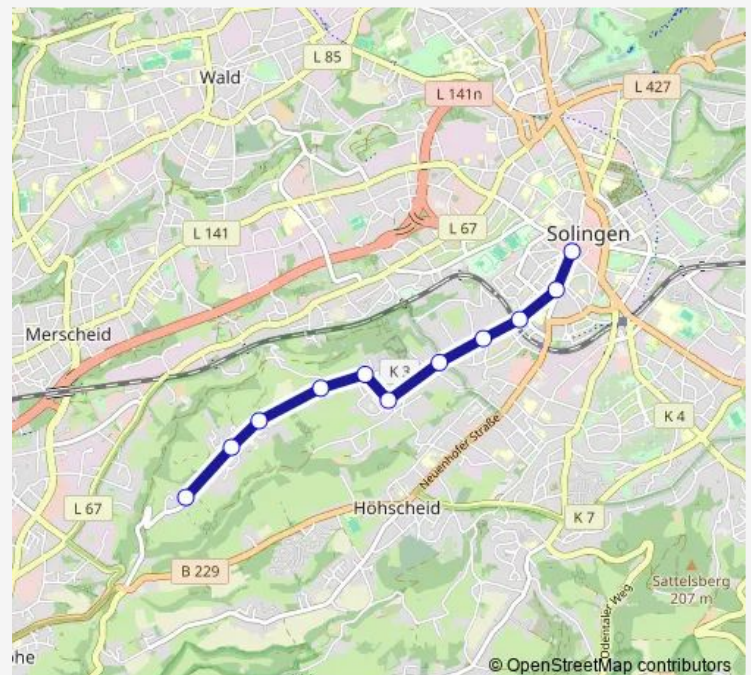 Wald
L 85
L 141n
L 427
L 141
L 67
Solingen
Merscheid
K 3
K 4
Neuenhofer Straße
L 67
Höhscheid
K 7
B 229
Sattelsberg
207 m
Odentaler Weg
he
© OpenStreetMap contributors